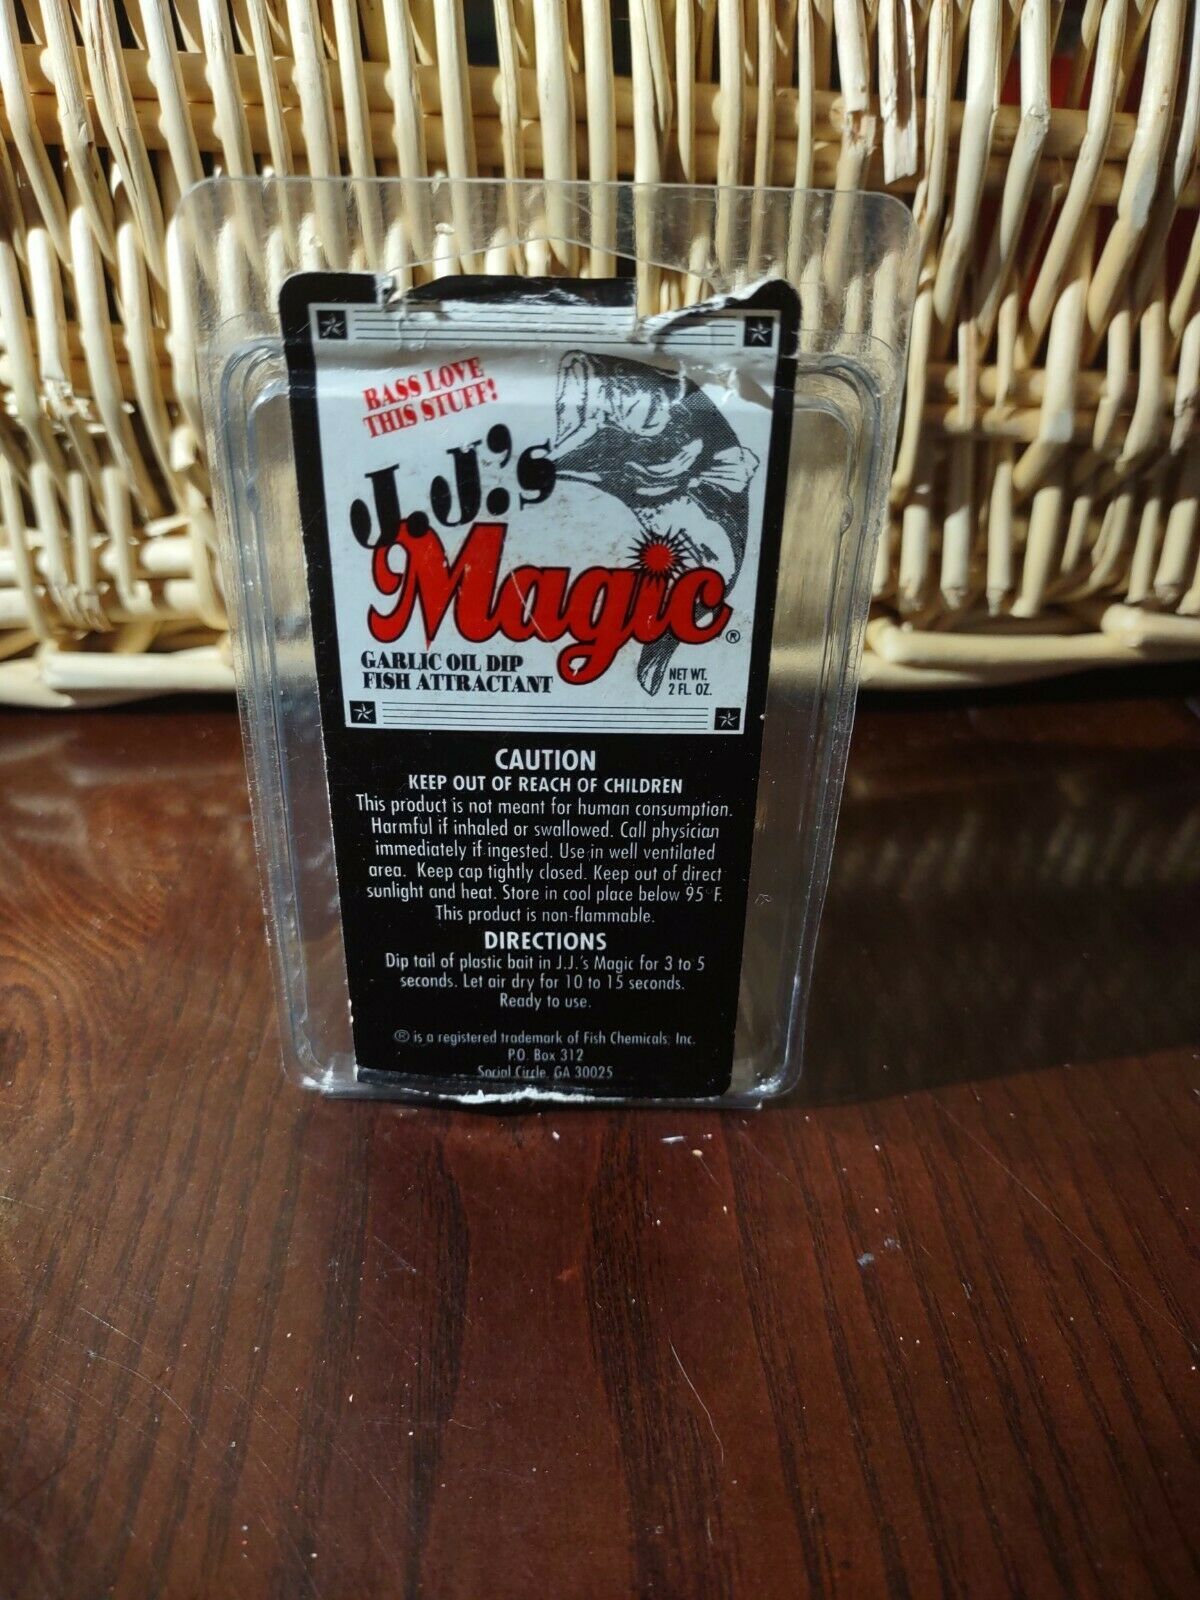 BASS LOVE
THIS STUFF!
J.J.'s
Magic®
GARLIC OIL DIP
FISH ATTRACTANT
NET WT.
2 FL. OZ.
CAUTION
KEEP OUT OF REACH OF CHILDREN
This product is not meant for human consumption.
Harmful if inhaled or swallowed. Call physician
immediately if ingested. Use in well ventilated
area. Keep cap tightly closed. Keep out of direct
sunlight and heat. Store in cool place below 95°F.
This product is non-flammable.
DIRECTIONS
Dip tail of plastic bait in J.J.'s Magic for 3 to 5
seconds. Let air dry for 10 to 15 seconds.
Ready to use.
® is a registered trademark of Fish Chemicals, Inc.
P.O. Box 312
Social Circle, GA 30025